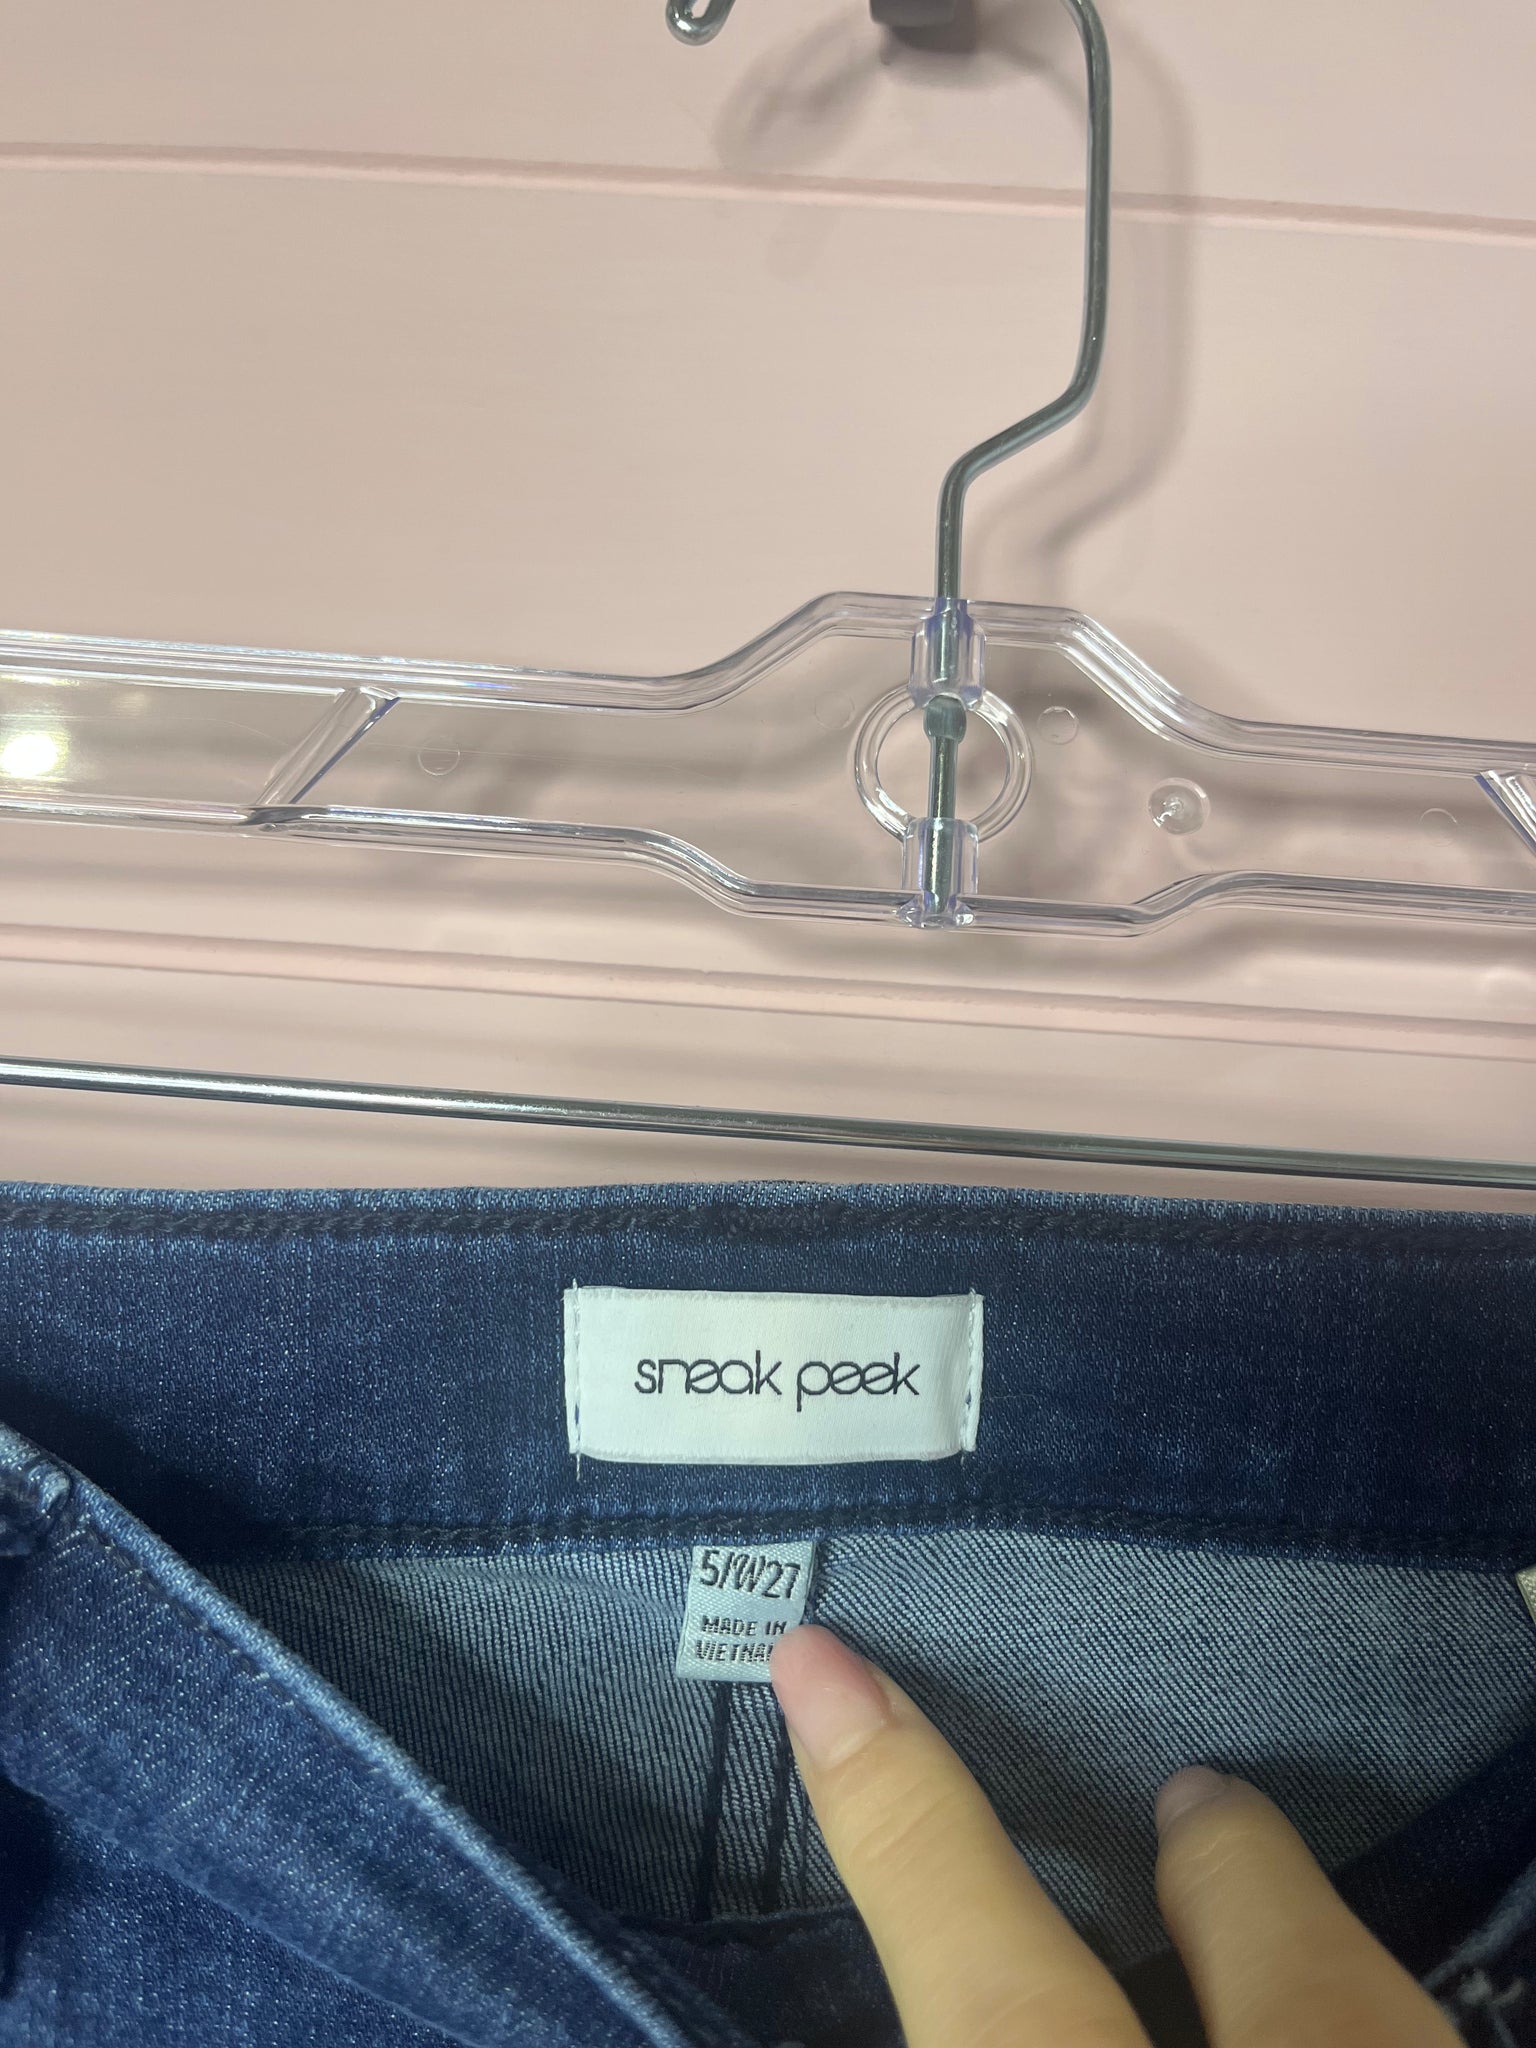 sneak peek
5/W27
MADE IN